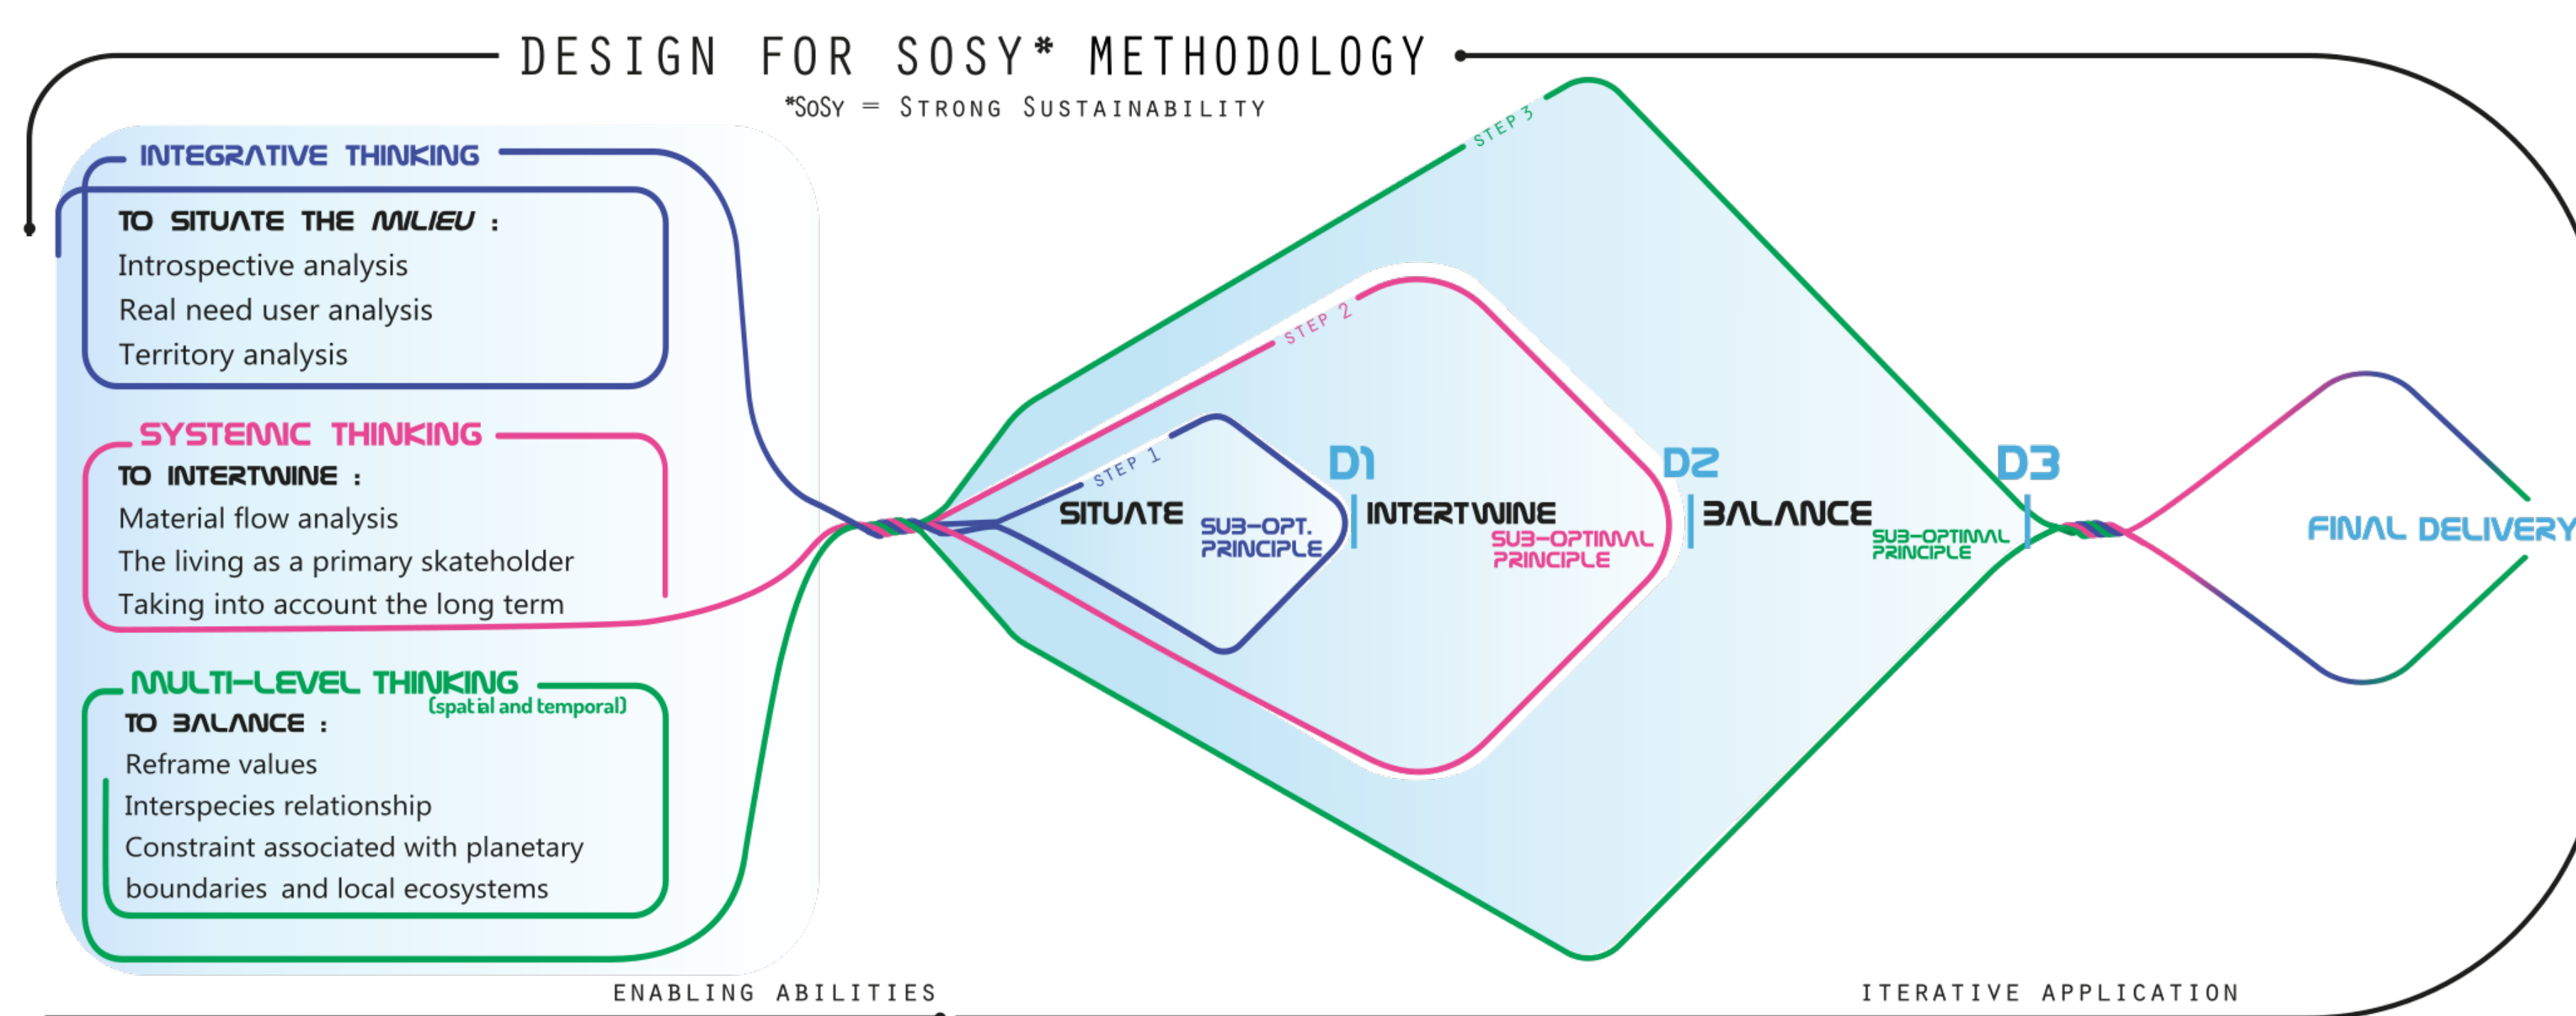 DESIGN FOR SOSY* METHODOLOGY
*SoSy = Strong Sustainability
INTEGRATIVE THINKING
TO SITUATE THE MILIEU :
Introspective analysis
Real need user analysis
Territory analysis
SYSTEMIC THINKING
TO INTERTWINE :
Material flow analysis
The living as a primary skateholder
Taking into account the long term
MULTI-LEVEL THINKING
(spatial and temporal)
TO BALANCE :
Reframe values
Interspecies relationship
Constraint associated with planetary
boundaries and local ecosystems
ENABLING ABILITIES
STEP 1
SITUATE
SUB-OPT.
PRINCIPLE
D1
STEP 2
INTERTWINE
SUB-OPTIMAL
PRINCIPLE
D2
STEP 3
BALANCE
SUB-OPTIMAL
PRINCIPLE
D3
FINAL DELIVERY
ITERATIVE APPLICATION